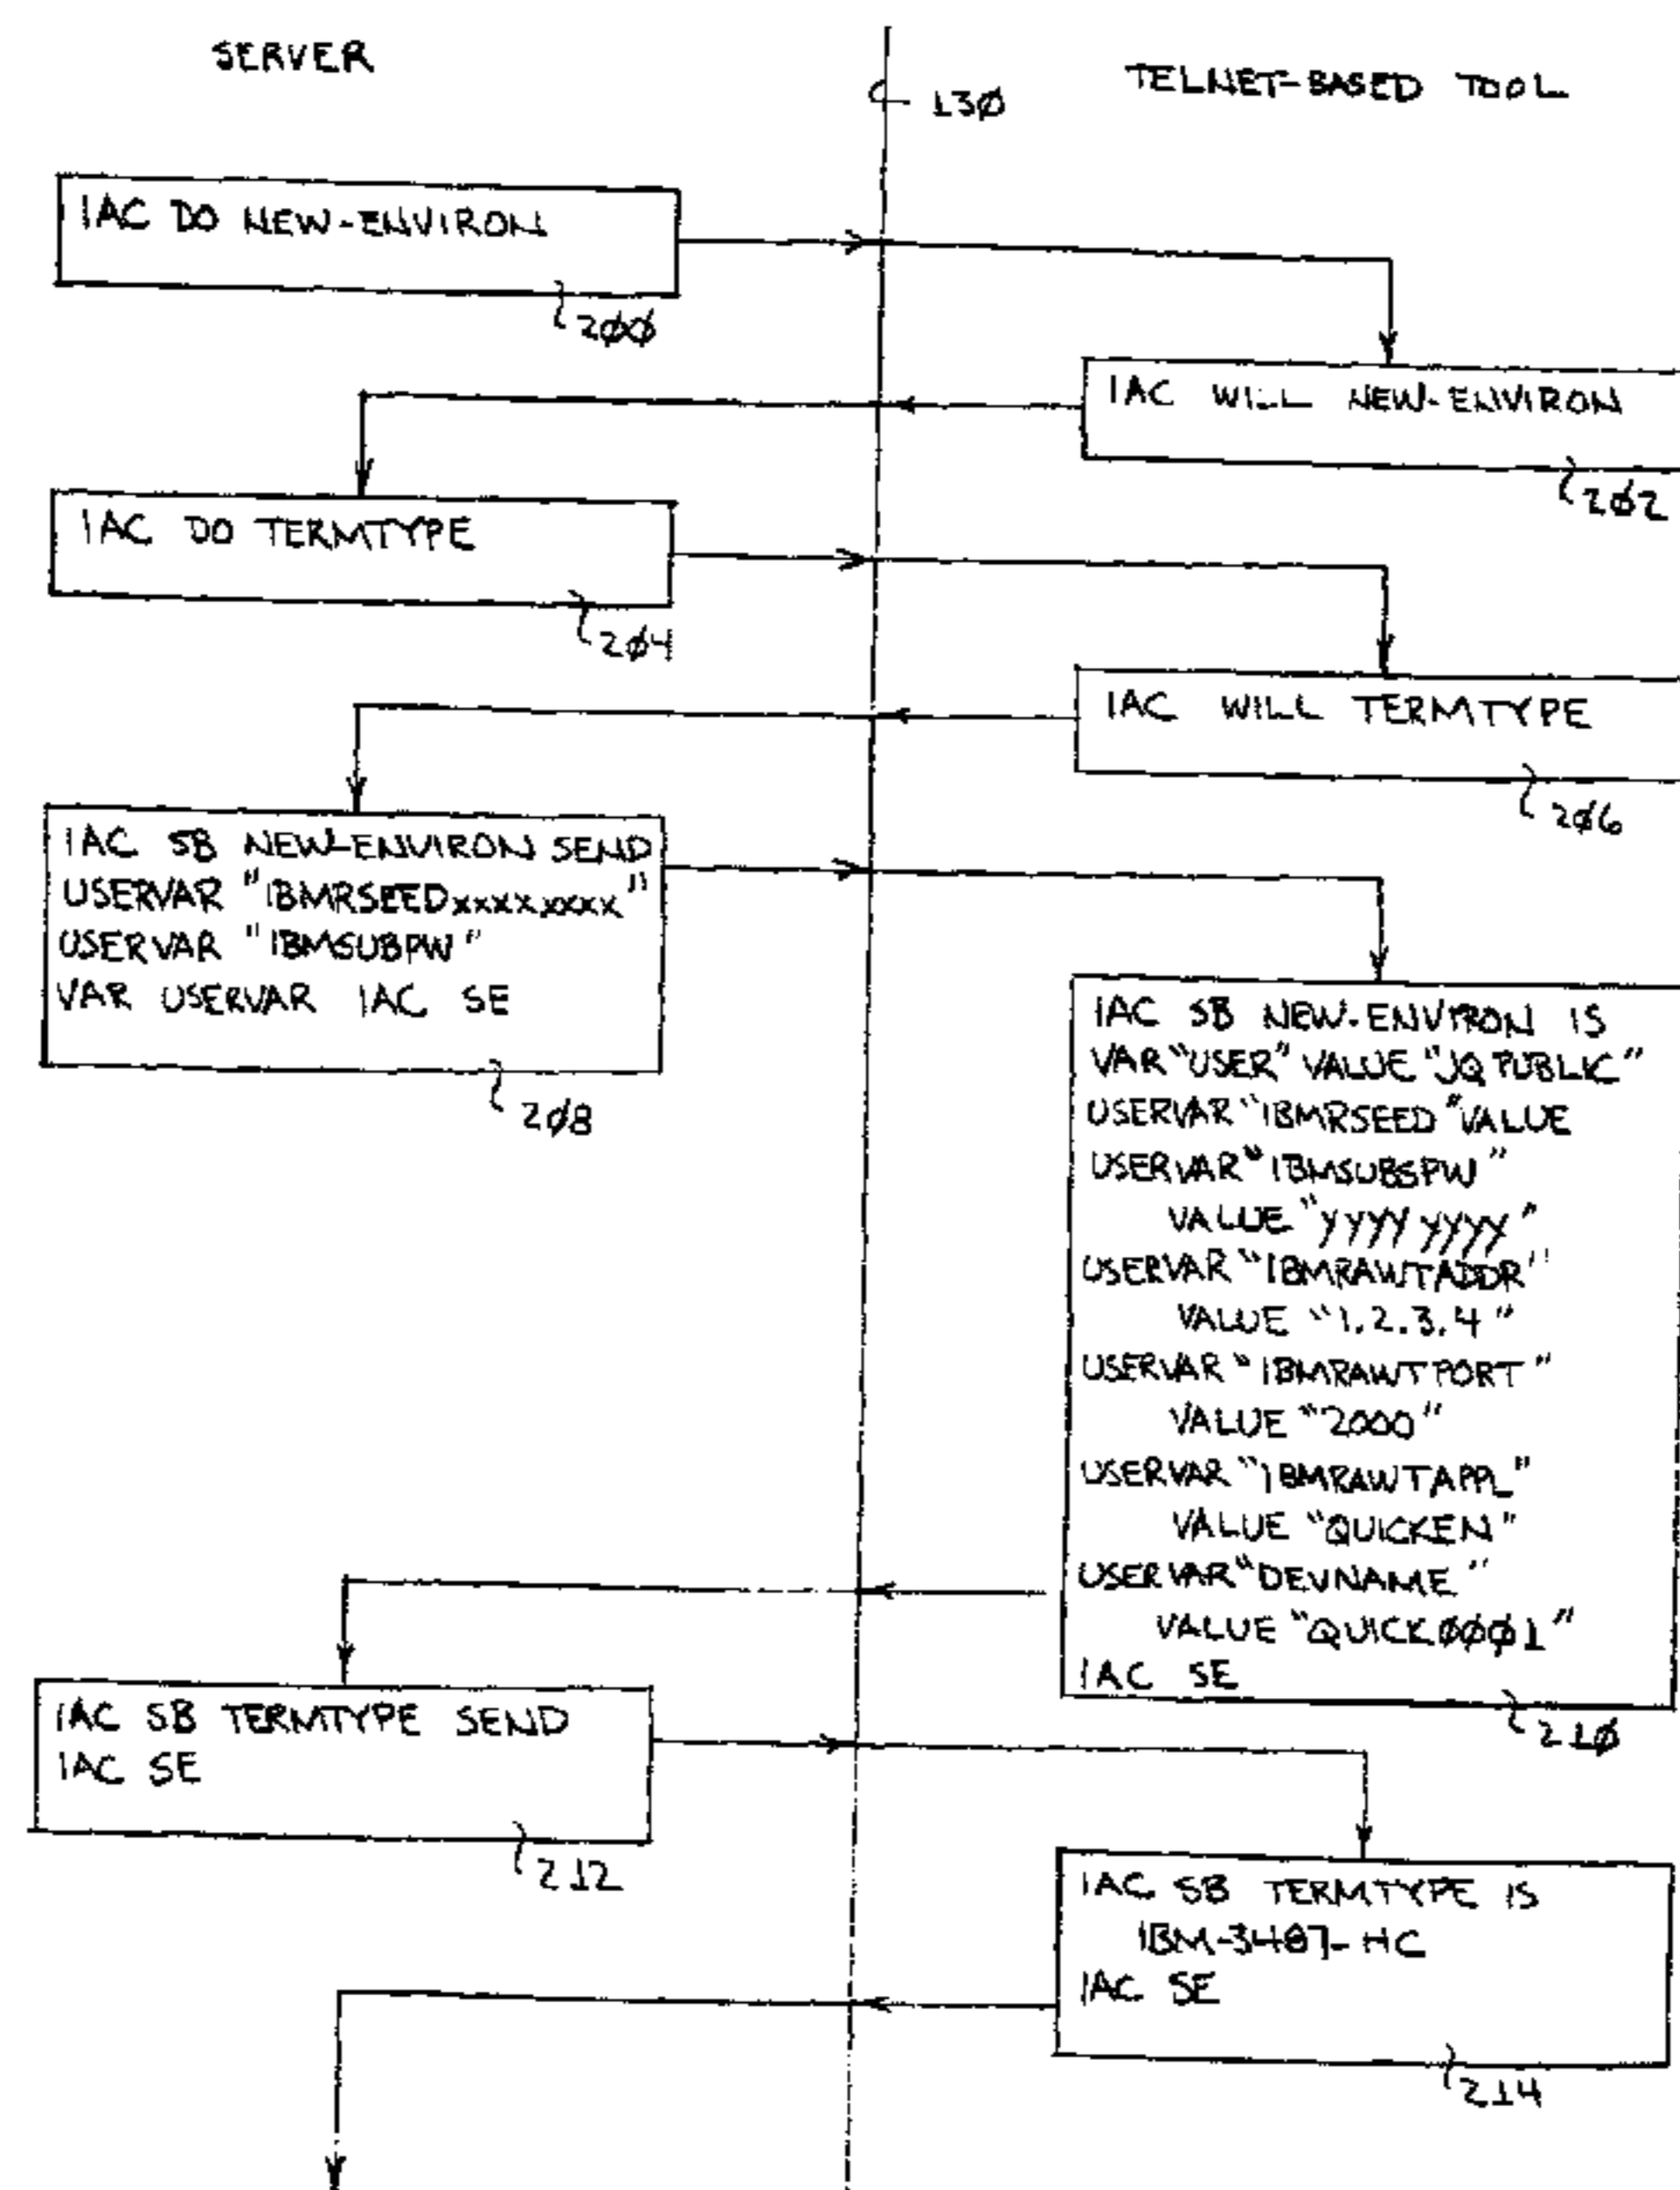 SERVER
TELNET-BASED TOOL
130
IAC DO NEW-ENVIRON
200
IAC WILL NEW-ENVIRON
202
IAC DO TERMTYPE
204
IAC WILL TERMTYPE
206
IAC SB NEW-ENVIRON SEND
USERVAR "IBMRSEEDxxxxxxxx"
USERVAR "IBMSUBPW"
VAR USERVAR IAC SE
208
IAC SB NEW-ENVIRON IS
VAR "USER" VALUE "JQPUBLIC"
USERVAR "IBMRSEED" VALUE
USERVAR "IBMSUBSPW"
VALUE "yyyyyyyy"
USERVAR "IBMRAWTADDR"
VALUE "1.2.3.4"
USERVAR "IBMRAWTPORT"
VALUE "2000"
USERVAR "IBMRAWTAPPL"
VALUE "QUICKEN"
USERVAR "DEVNAME"
VALUE "QUICK0001"
IAC SE
210
IAC SB TERMTYPE SEND
IAC SE
212
IAC SB TERMTYPE IS
IBM-3487-HC
IAC SE
214